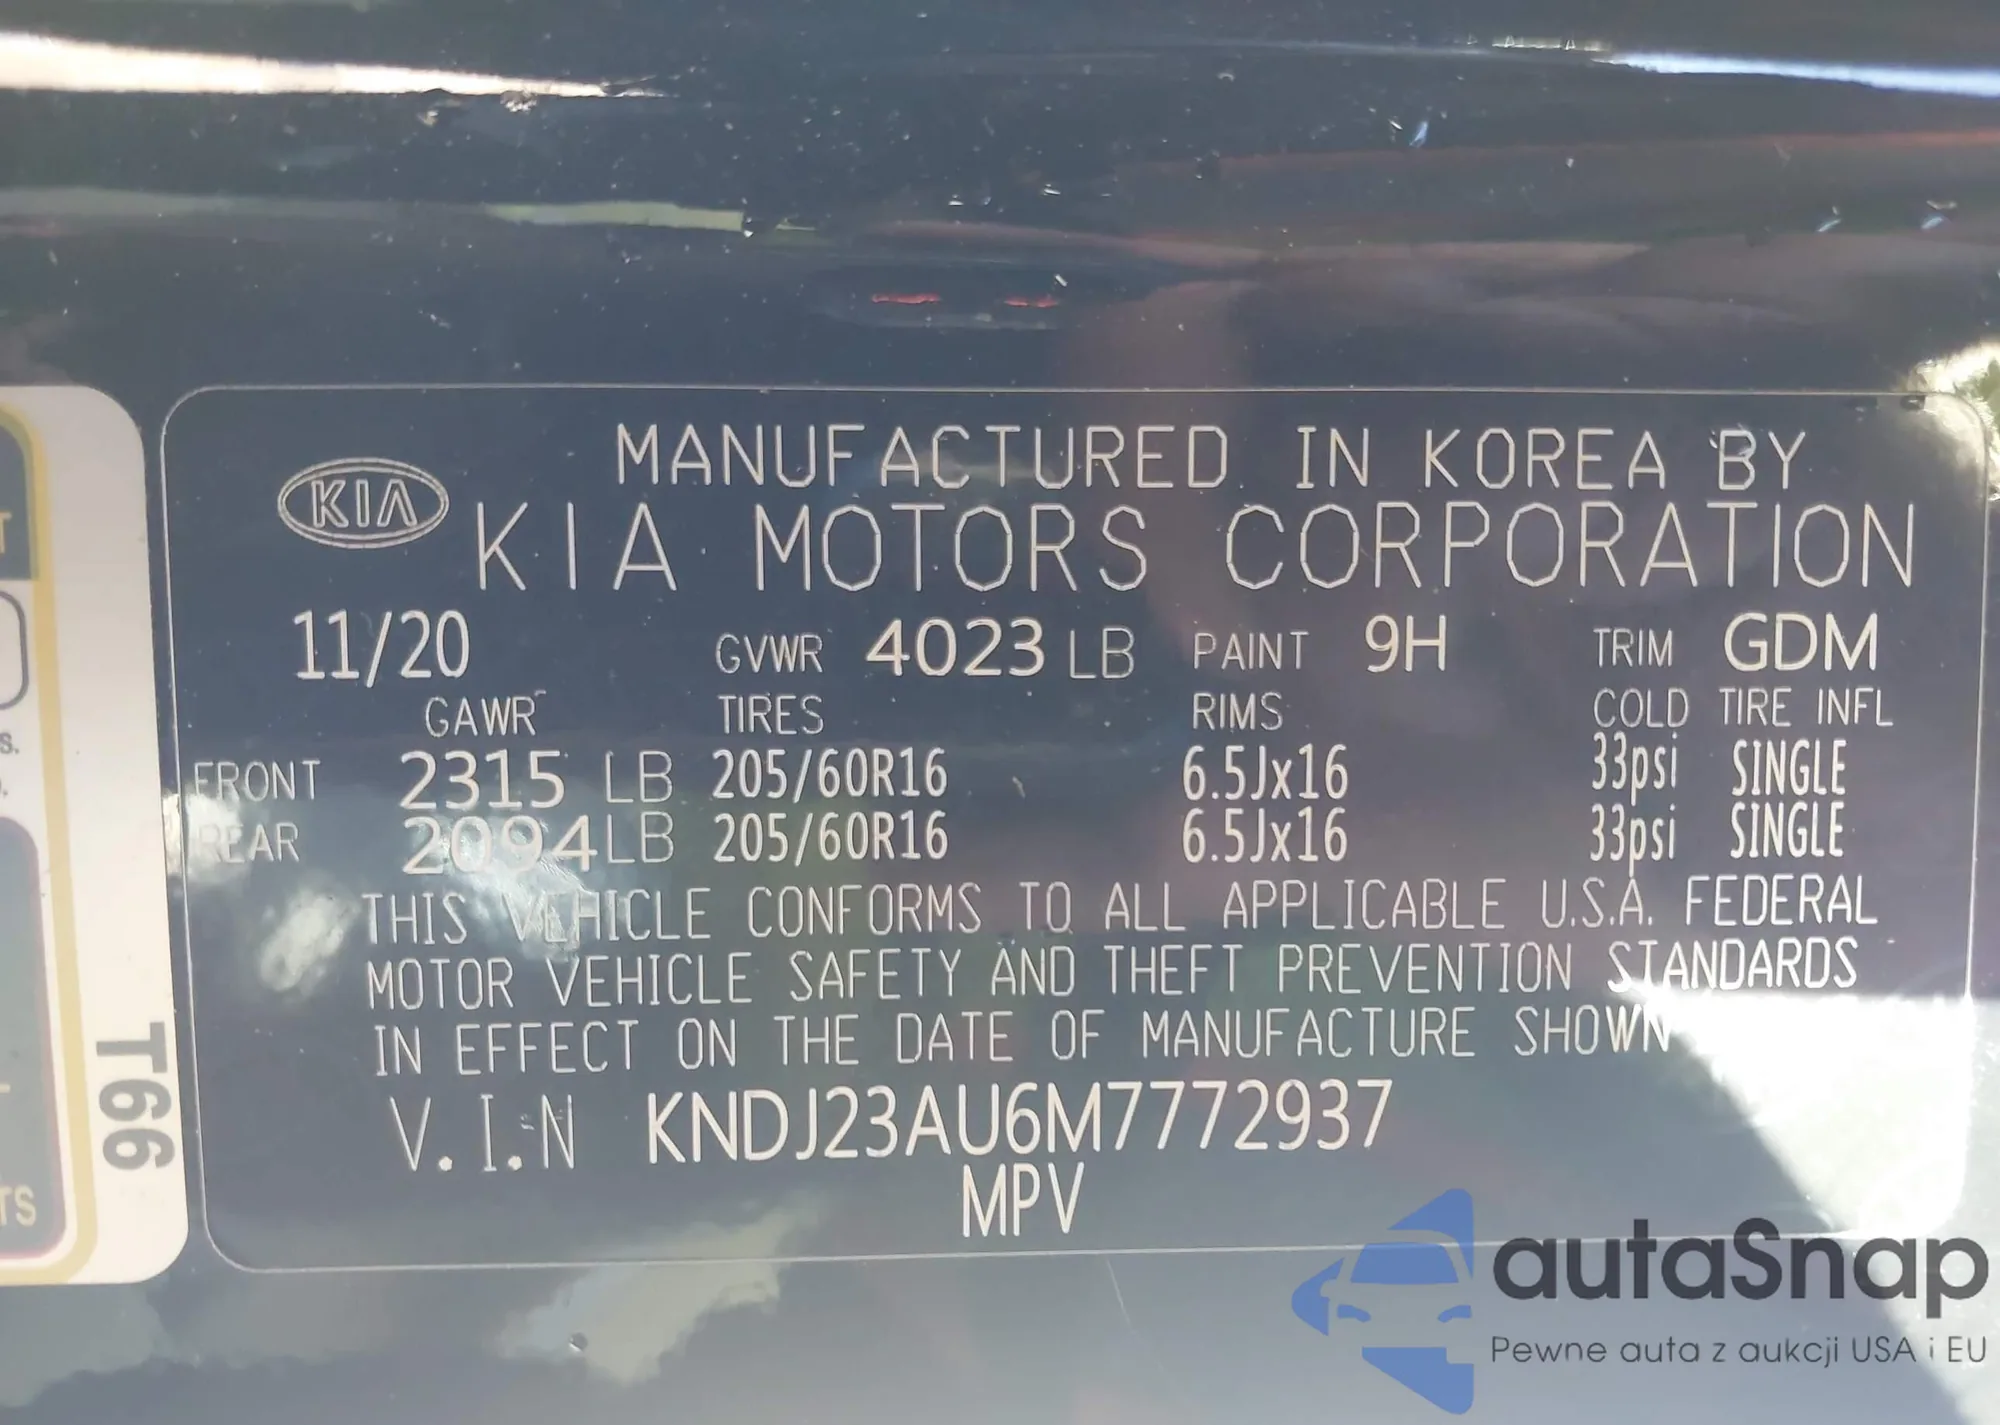 MANUFACTURED IN KOREA BY
KIA KIA MOTORS CORPORATION
11/20 GVWR 4023 LB PAINT 9H TRIM GDM
GAWR TIRES RIMS COLD TIRE INFL
FRONT 2315 LB 205/60R16 6.5Jx16 33psi SINGLE
REAR 2094 LB 205/60R16 6.5Jx16 33psi SINGLE
THIS VEHICLE CONFORMS TO ALL APPLICABLE U.S.A. FEDERAL
MOTOR VEHICLE SAFETY AND THEFT PREVENTION STANDARDS
IN EFFECT ON THE DATE OF MANUFACTURE SHOWN
V.I.N KNDJ23AU6M7772937
MPV
T66
autaSnap
Pewne auta z aukcji USA i EU